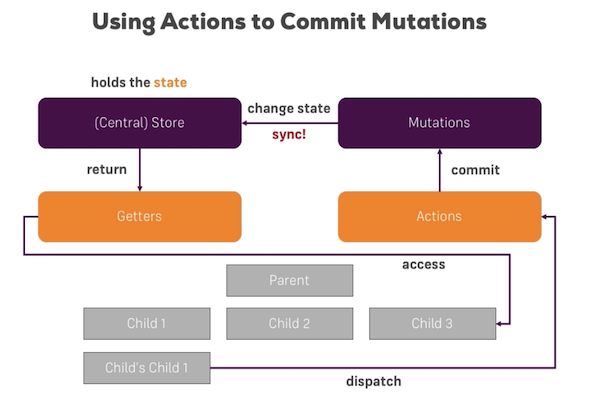 Using Actions to Commit Mutations
holds the state
(Central) Store
change state
sync!
Mutations
return
commit
Getters
Actions
access
Parent
Child 1
Child 2
Child 3
Child's Child 1
dispatch